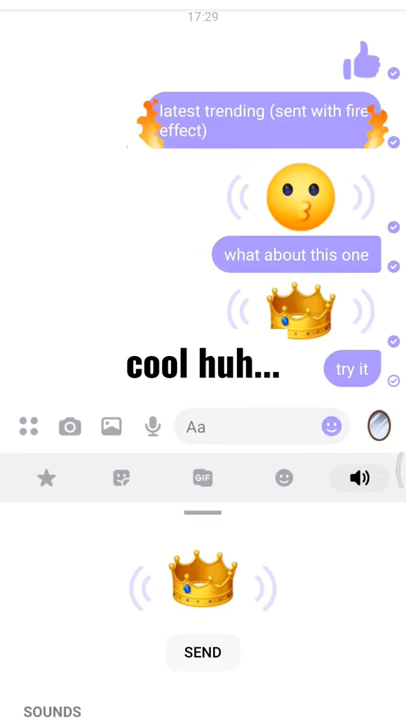 17:29
latest trending (sent with fire
effect)
what about this one
cool huh...
try it
Aa
GIF
SEND
SOUNDS